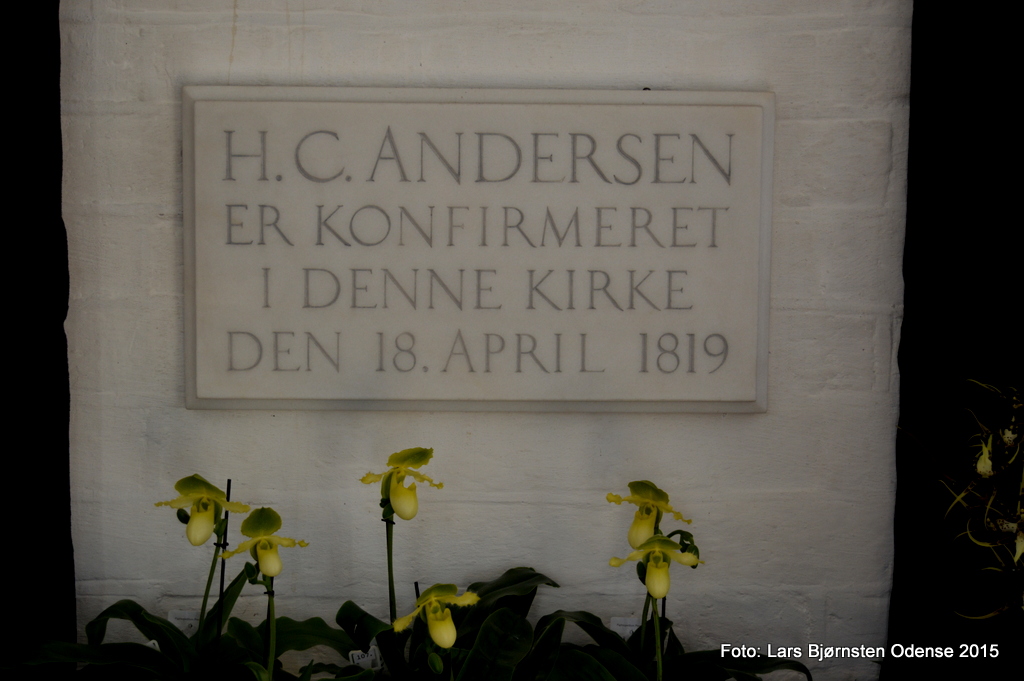 H.C. ANDERSEN
ER KONFIRMERET
I DENNE KIRKE
DEN 18. APRIL 1819
Foto: Lars Bjørnsten Odense 2015